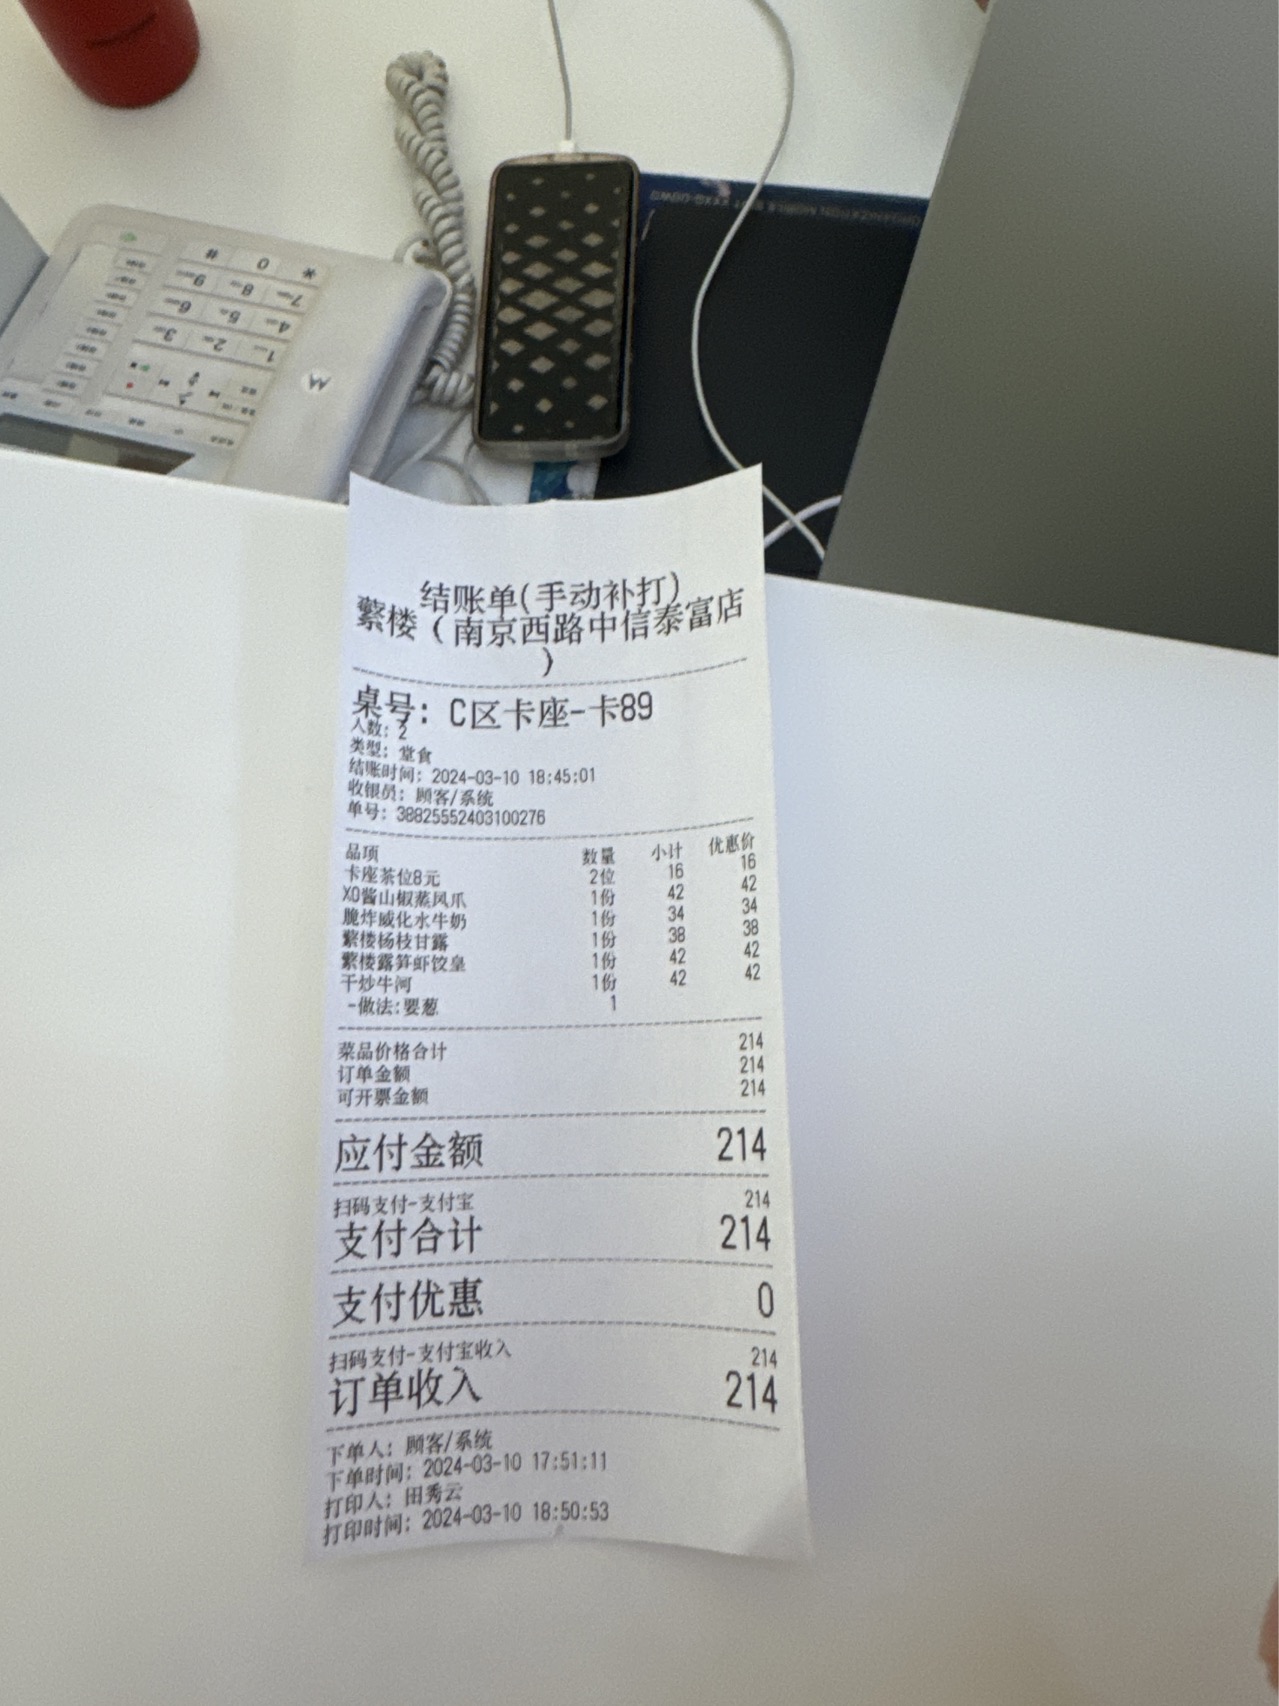 结账单(手动补打)
蘩楼（南京西路中信泰富店
）
桌号: C区卡座-卡89
人数: 2
类型: 堂食
结账时间: 2024-03-10 18:45:01
收银员: 顾客/系统
单号: 38825552403100276
品项 数量 小计 优惠价
卡座茶位8元 2位 16 16
XO酱山椒蒸凤爪 1份 42 42
脆炸威化水牛奶 1份 34 34
蘩楼杨枝甘露 1份 38 38
蘩楼露笋虾饺皇 1份 42 42
干炒牛河 1份 42 42
-做法:要葱 1
菜品价格合计 214
订单金额 214
可开票金额 214
应付金额 214
扫码支付-支付宝 214
支付合计 214
支付优惠 0
扫码支付-支付宝收入 214
订单收入 214
下单人: 顾客/系统
下单时间: 2024-03-10 17:51:11
打印人: 田秀云
打印时间: 2024-03-10 18:50:53